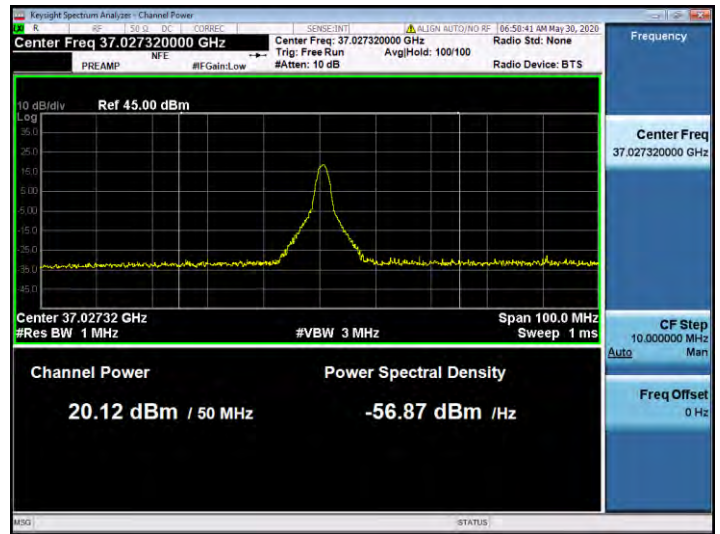 Keysight Spectrum Analyzer - Channel Power
R RF 50 Ω DC CORREC SENSE:INT ALIGN AUTO/NO RF 06:50:41 AM May 30, 2020
Center Freq 37.027320000 GHz
Center Freq: 37.027320000 GHz
Radio Std: None
NFE
Trig: Free Run
Avg|Hold: 100/100
PREAMP
#IFGain:Low
#Atten: 10 dB
Radio Device: BTS
10 dB/div
Ref 45.00 dBm
Log
35.0
25.0
15.0
5.00
-5.00
-15.0
-25.0
-35.0
-45.0
Center 37.02732 GHz
Span 100.0 MHz
#Res BW 1 MHz
#VBW 3 MHz
Sweep 1 ms
Channel Power
Power Spectral Density
20.12 dBm / 50 MHz
-56.87 dBm /Hz
Frequency
Center Freq
37.027320000 GHz
CF Step
10.000000 MHz
Auto Man
Freq Offset
0 Hz
MSG
STATUS